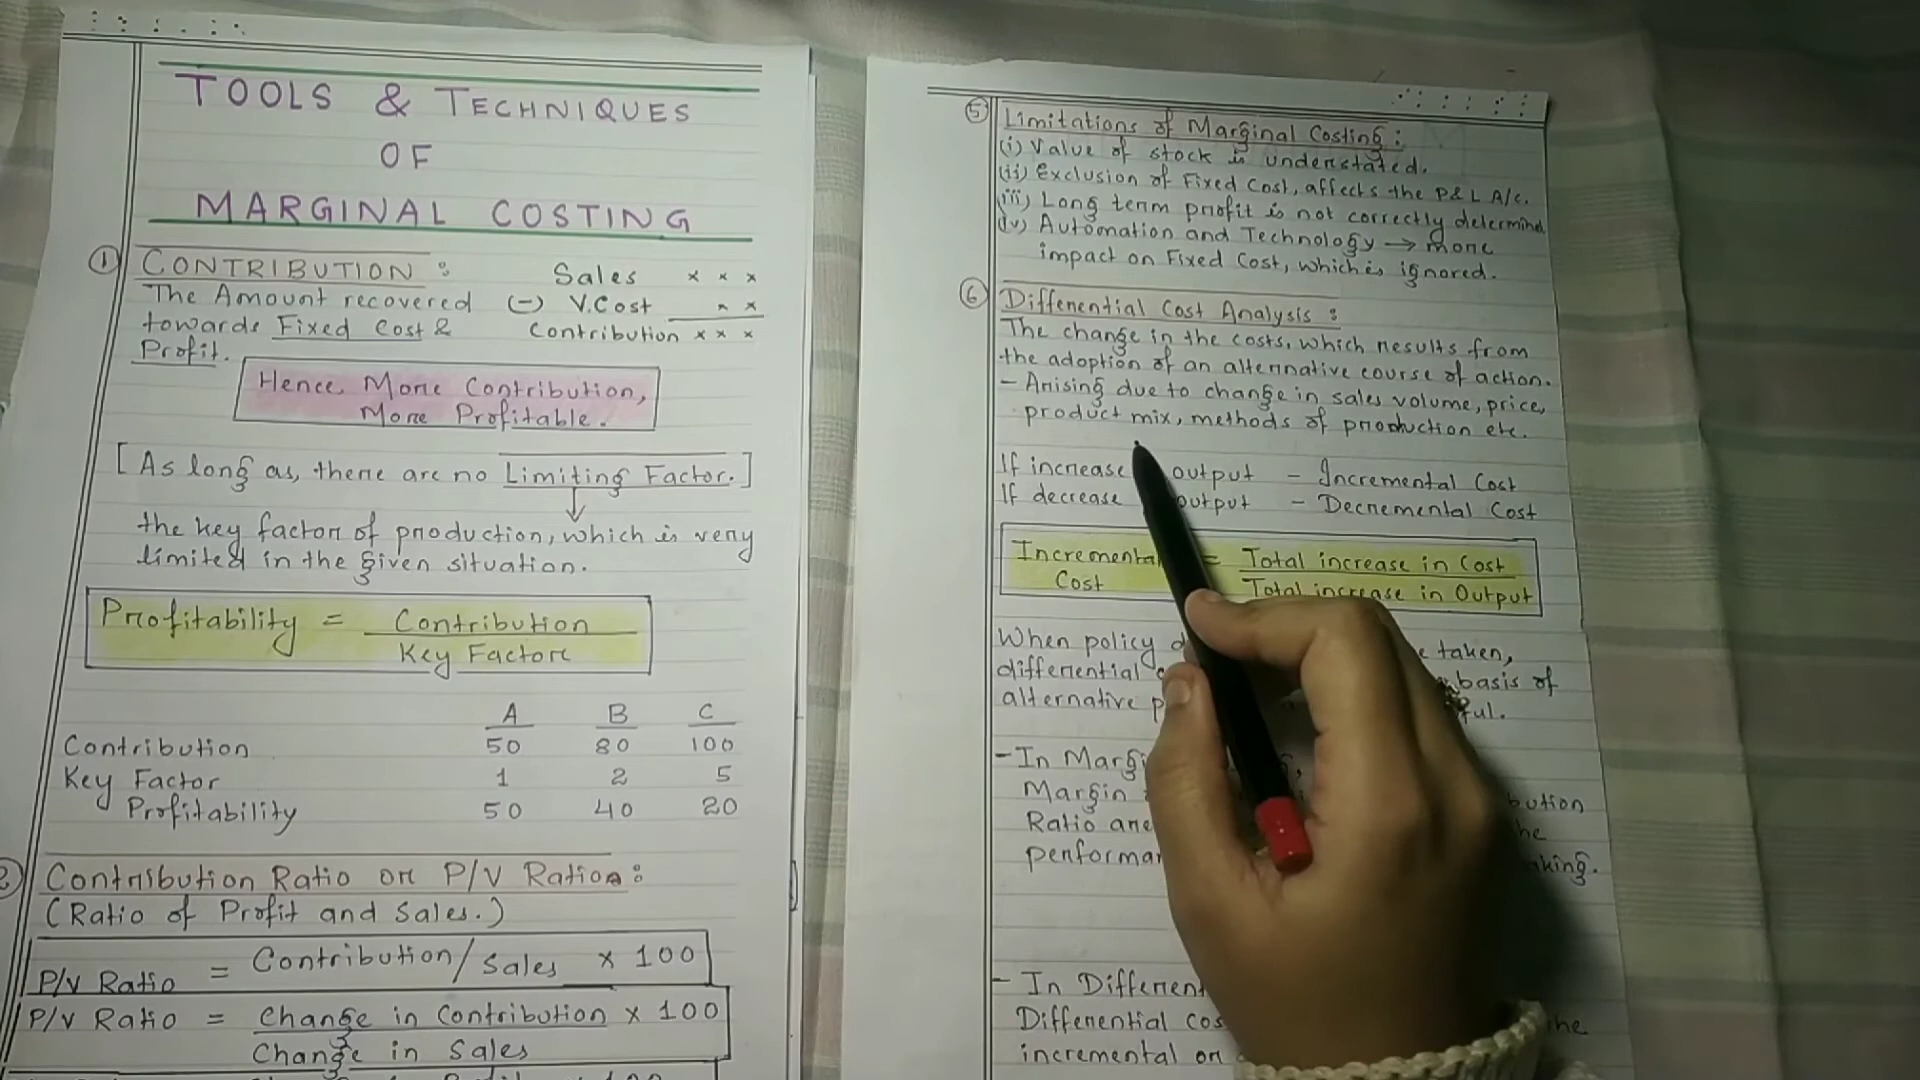 TOOLS & TECHNIQUES
OF
MARGINAL COSTING
① CONTRIBUTION :
The Amount recovered
towards Fixed Cost &
Profit.
Sales x x x
(-) V.Cost x x
Contribution x x x
Hence, More Contribution,
More Profitable.
[As long as, there are no Limiting Factor.]
↓
the key factor of production, which is very
limited in the given situation.
Profitability = Contribution
Key Factor
A B C
Contribution 50 80 100
Key Factor 1 2 5
Profitability 50 40 20
2 Contribution Ratio or P/V Ratio :
(Ratio of Profit and Sales.)
P/V Ratio = Contribution/Sales x 100
P/V Ratio = Change in Contribution x 100
Change in Sales
⑤ Limitations of Marginal Costing :
(i) Value of stock is understated.
(ii) Exclusion of Fixed Cost, affects the P&L A/c.
(iii) Long term profit is not correctly determined
(iv) Automation and Technology → more
impact on Fixed Cost, which is ignored.
⑥ Differential Cost Analysis :
The change in the costs, which results from
the adoption of an alternative course of action.
- Arising due to change in sales volume, price,
product mix, methods of production etc.
If increase output - Incremental Cost
If decrease output - Decremental Cost
Incremental = Total increase in Cost
Cost Total increase in Output
When policy taken,
differential basis of
alternative
- In
Margin
Ratio are the
- In
Differential the
incremental or